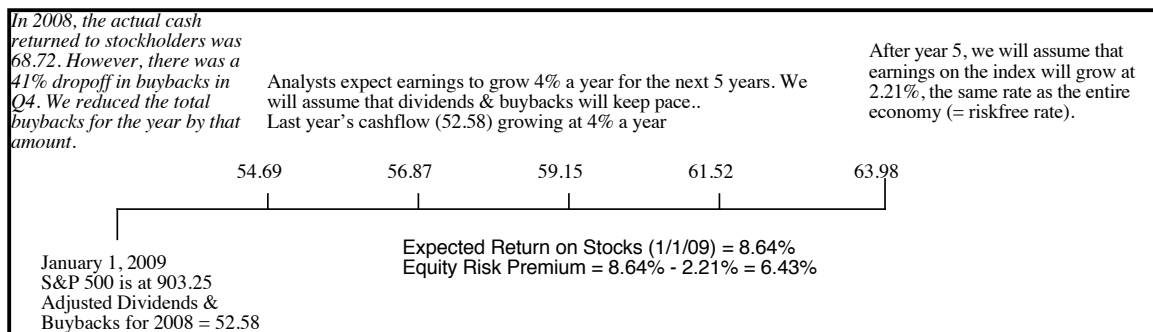 In 2008, the actual cash
returned to stockholders was
68.72. However, there was a
41% dropoff in buybacks in
Q4. We reduced the total
buybacks for the year by that
amount.
Analysts expect earnings to grow 4% a year for the next 5 years. We
will assume that dividends & buybacks will keep pace..
Last year's cashflow (52.58) growing at 4% a year
After year 5, we will assume that
earnings on the index will grow at
2.21%, the same rate as the entire
economy (= riskfree rate).
54.69 56.87 59.15 61.52 63.98
January 1, 2009
S&P 500 is at 903.25
Adjusted Dividends &
Buybacks for 2008 = 52.58
Expected Return on Stocks (1/1/09) = 8.64%
Equity Risk Premium = 8.64% - 2.21% = 6.43%